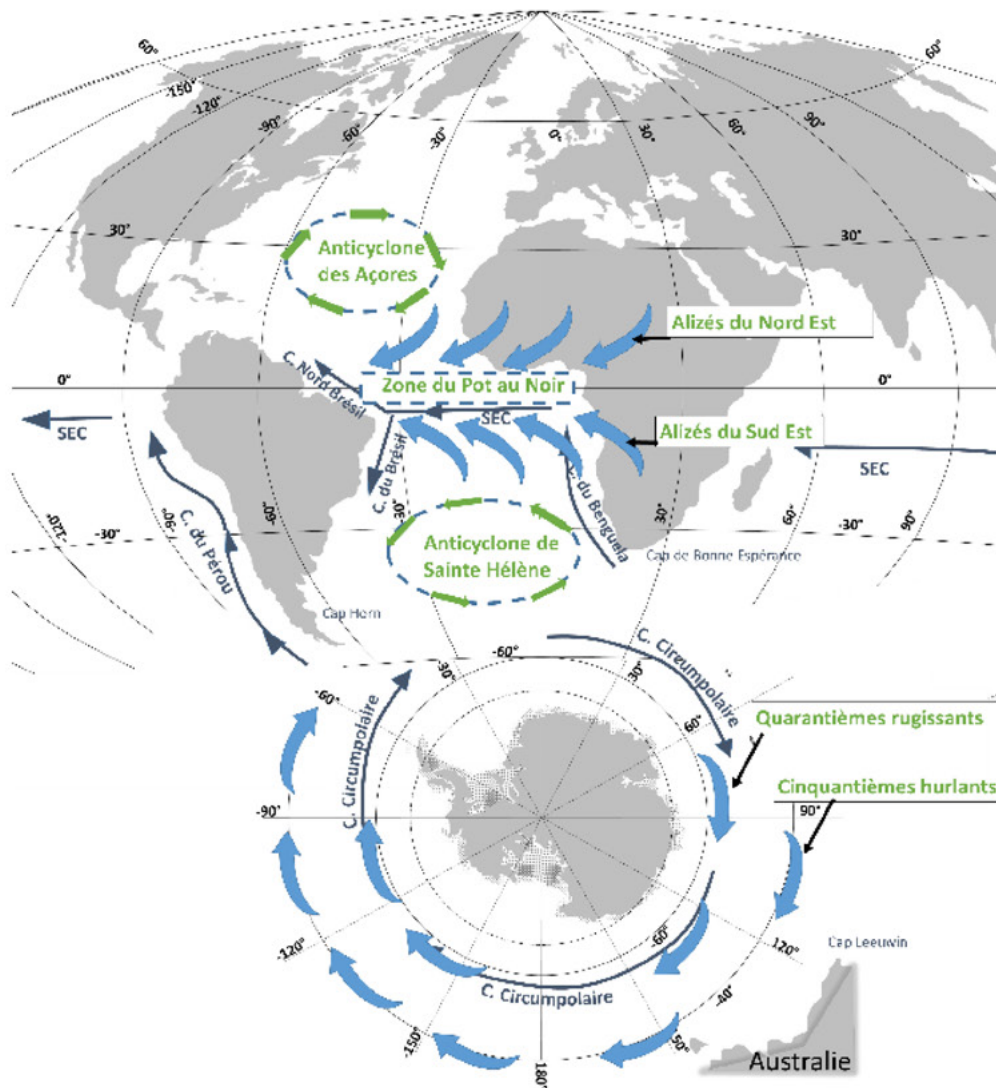 60°
-150°
-120°
-90°
-60°
-30°
0°
30°
60°
90°
60°
30°
30°
Anticyclone
des Açores
Alizés du Nord Est
C. Nord Brésil
Zone du Pot au Noir
0°
0°
SEC
SEC
Alizés du Sud Est
SEC
C. du Brésil
C. du Benguela
-120°
-30°
-90°
-60°
-30°
30°
60°
-30°
90°
C. du Pérou
Anticyclone de
Sainte Hélène
Cap de Bonne Espérance
Cap Horn
-60°
-30°
30°
C. Circumpolaire
-60°
60°
Quarantièmes rugissants
C. Circumpolaire
Cinquantièmes hurlants
-90°
90°
-120°
-60°
120°
Cap Leeuwin
C. Circumpolaire
-40°
-150°
150°
180°
Australie